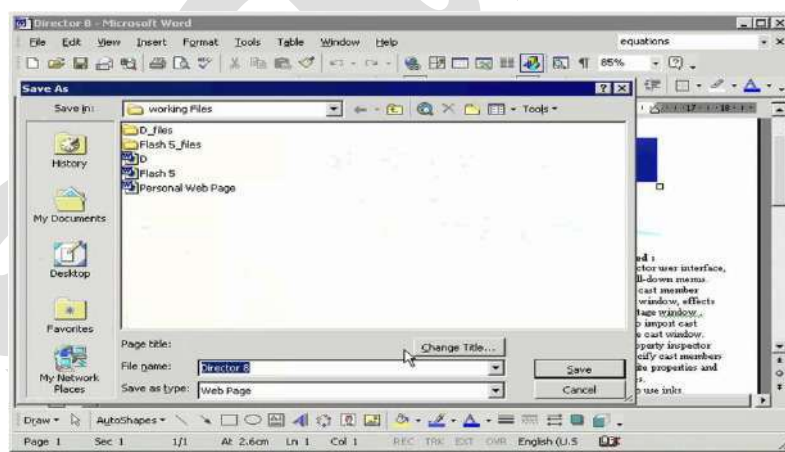 Director 8 - Microsoft Word
File Edit View Insert Format Tools Table Window Help equations
85%
Save As
Save in: working Files Tools
History
My Documents
Desktop
Favorites
My Network Places
D_files
Flash 5_files
D
Flash 5
Personal Web Page
Page title: Change Title...
File name: Director 8 Save
Save as type: Web Page Cancel
17 18
ed :
ctor user interface,
ll-down menus.
cast member
window, effects
tage window.
o import cast
e cast window.
operty inspector
cify cast members
te properties and
s.
o use inks
Draw AutoShapes
Page 1 Sec 1 1/1 At 2.6cm Ln 1 Col 1 REC TRK EXT OVR English (U.S